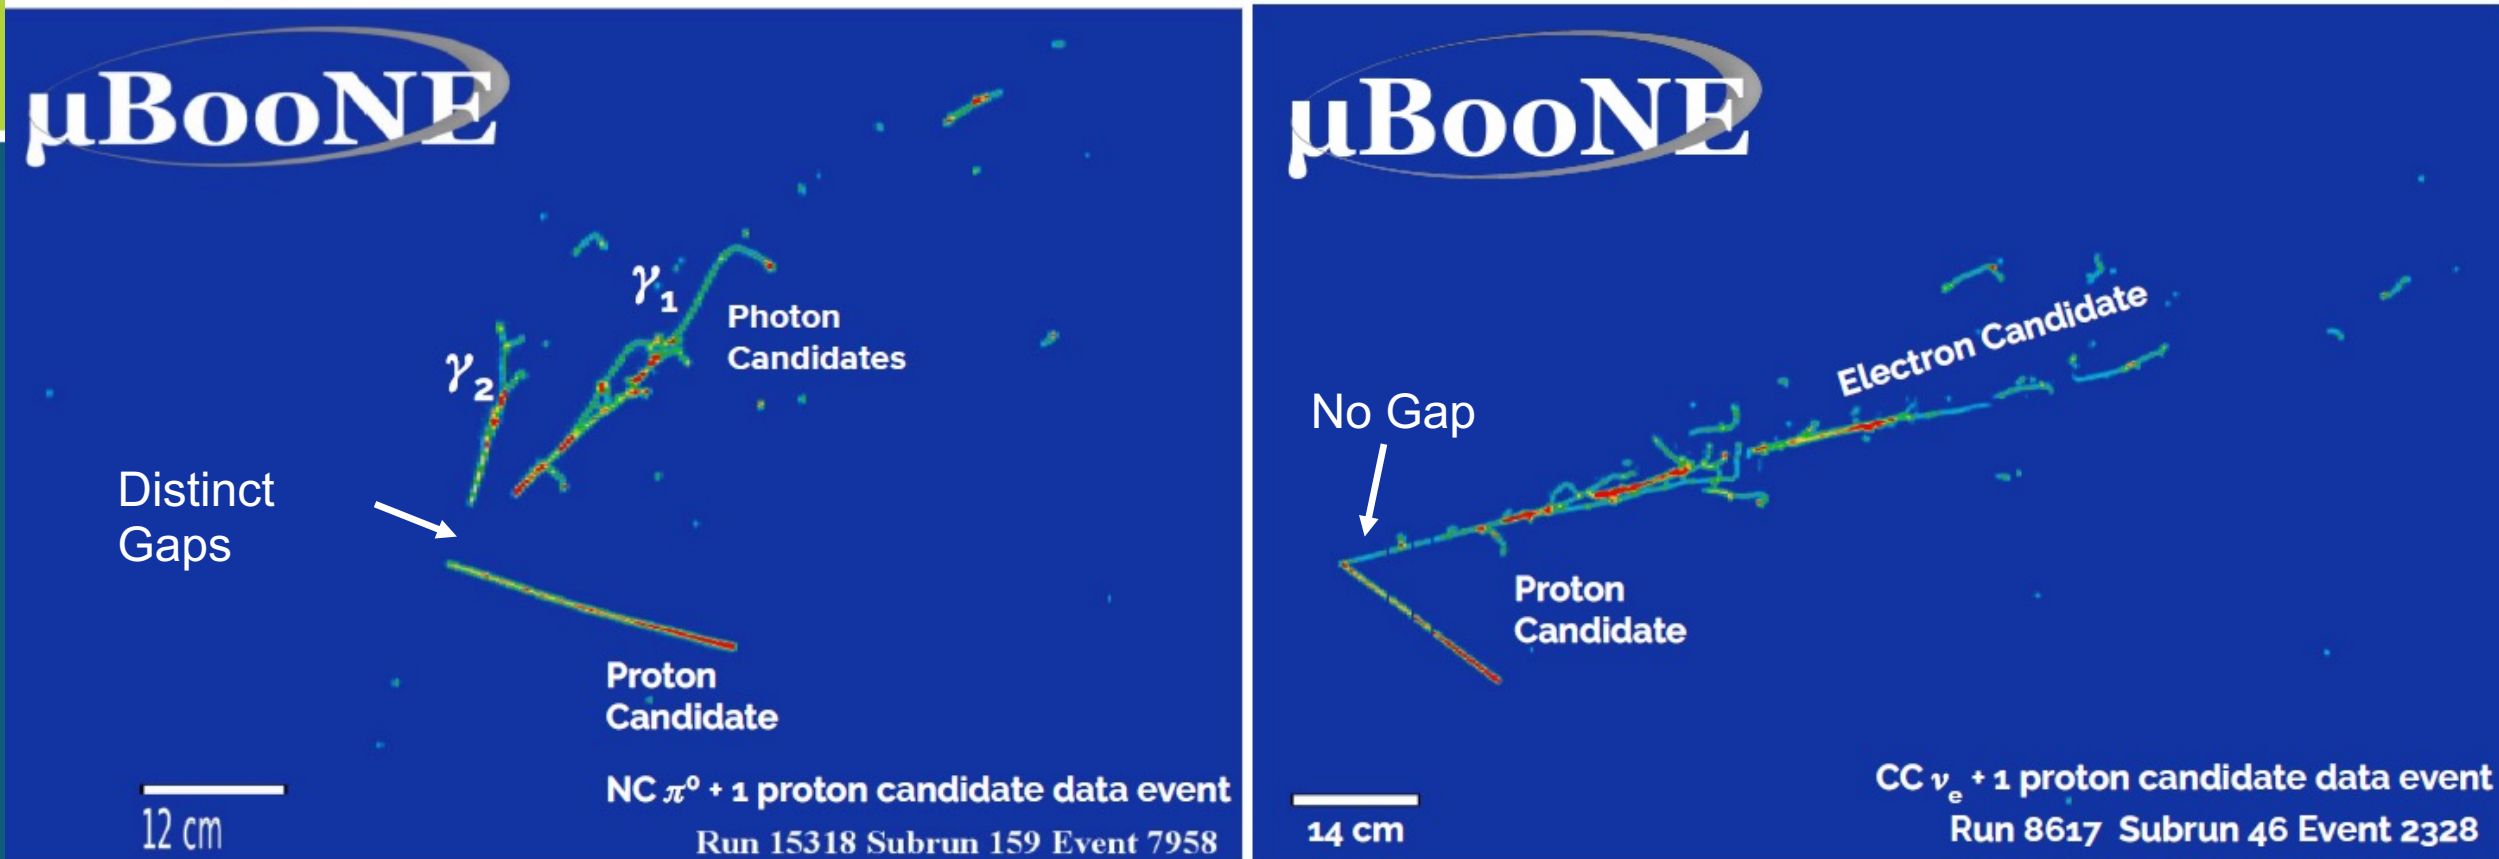 µBooNE
γ1
Photon
Candidates
γ2
Distinct
Gaps
Proton
Candidate
NC π⁰ + 1 proton candidate data event
12 cm
Run 15318 Subrun 159 Event 7958
µBooNE
Electron Candidate
No Gap
Proton
Candidate
CC νe + 1 proton candidate data event
14 cm
Run 8617 Subrun 46 Event 2328